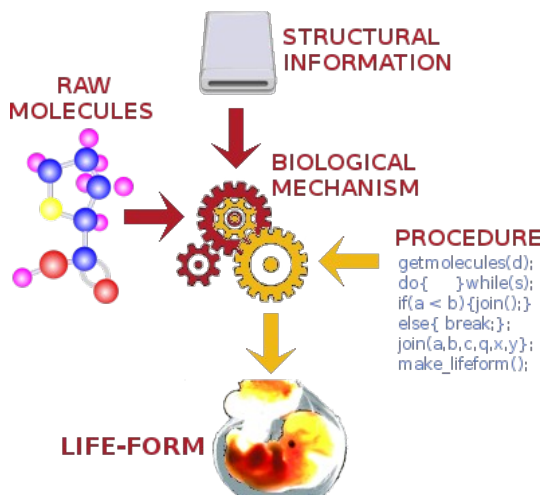 STRUCTURAL
INFORMATION
RAW
MOLECULES
BIOLOGICAL
MECHANISM
PROCEDURE
getmolecules(d);
do{    }while(s);
if(a < b){join();}
else{ break;};
join(a,b,c,q,x,y};
make_lifeform();
LIFE-FORM